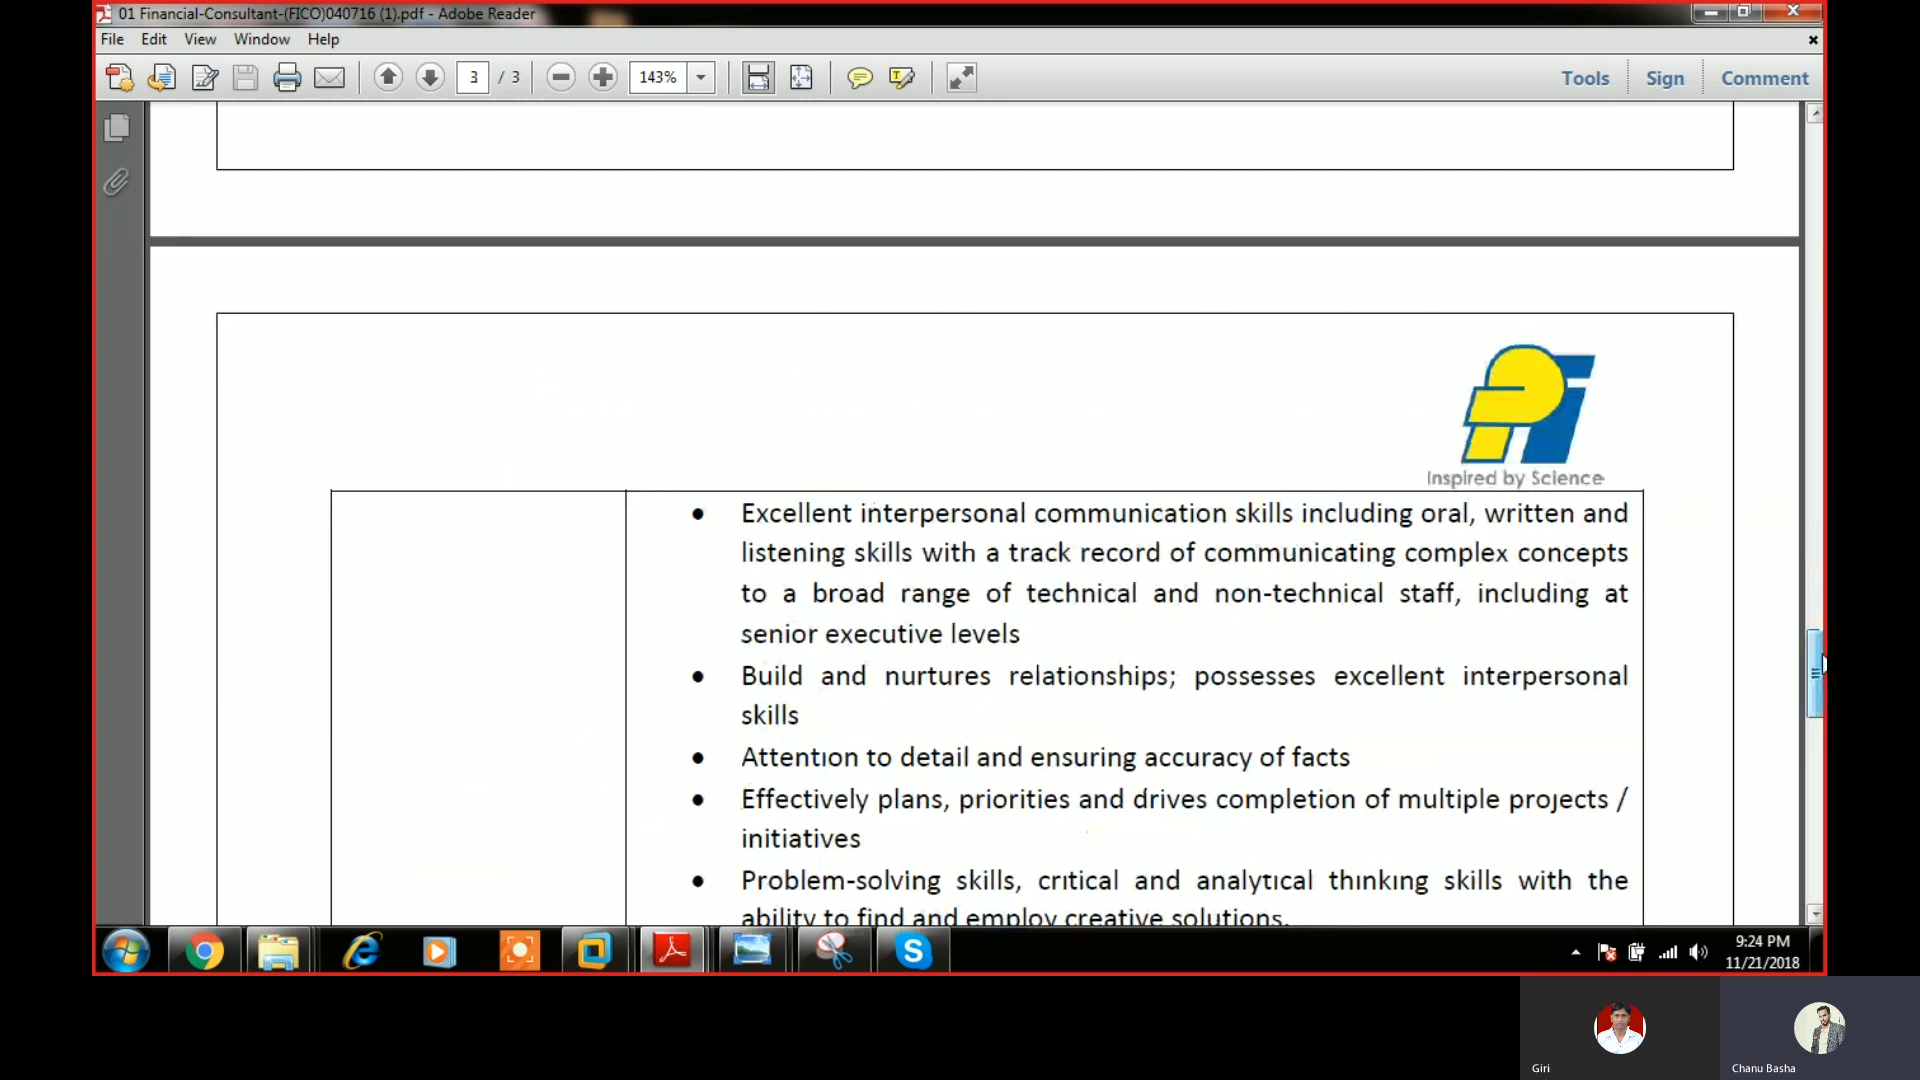 01 Financial-Consultant-(FICO)040716 (1).pdf - Adobe Reader
File Edit View Window Help
3 / 3 143% Tools Sign Comment
Inspired by Science
• Excellent interpersonal communication skills including oral, written and
listening skills with a track record of communicating complex concepts
to a broad range of technical and non-technical staff, including at
senior executive levels
• Build and nurtures relationships; possesses excellent interpersonal
skills
• Attention to detail and ensuring accuracy of facts
• Effectively plans, priorities and drives completion of multiple projects /
initiatives
• Problem-solving skills, critical and analytical thinking skills with the
ability to find and employ creative solutions.
9:24 PM
11/21/2018
Giri
Chanu Basha